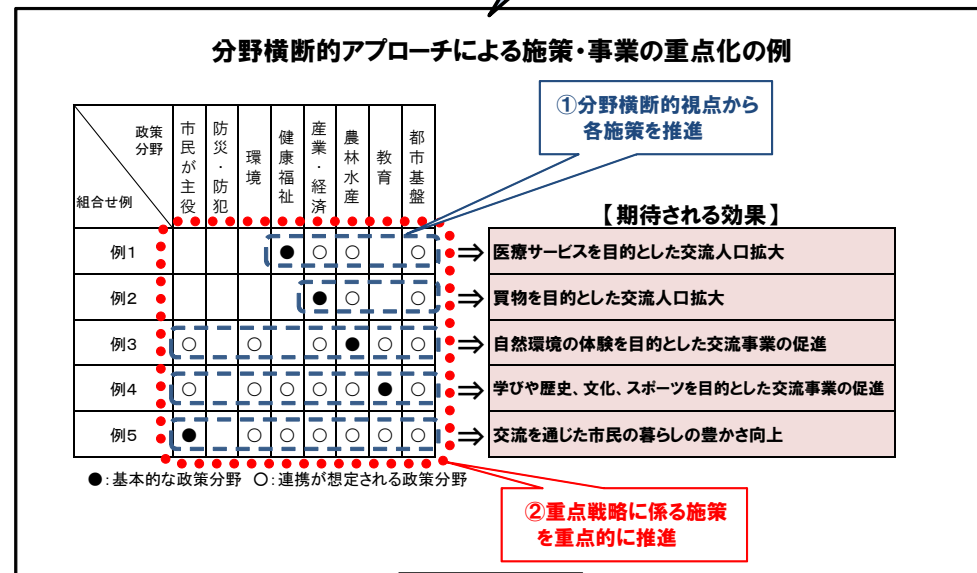 分野横断的アプローチによる施策・事業の重点化の例
①分野横断的視点から
各施策を推進
政策
分野
組合せ例
市民が主役
防災・防犯
環境
健康福祉
産業・経済
農林水産
教育
都市基盤
【期待される効果】
例1 ● ○ ○ ○ ⇒ 医療サービスを目的とした交流人口拡大
例2 ● ○ ○ ⇒ 買物を目的とした交流人口拡大
例3 ○ ○ ○ ● ○ ○ ⇒ 自然環境の体験を目的とした交流事業の促進
例4 ○ ○ ○ ○ ○ ● ○ ⇒ 学びや歴史、文化、スポーツを目的とした交流事業の促進
例5 ● ○ ○ ○ ○ ○ ○ ⇒ 交流を通じた市民の暮らしの豊かさ向上
●:基本的な政策分野 ○:連携が想定される政策分野
②重点戦略に係る施策
を重点的に推進